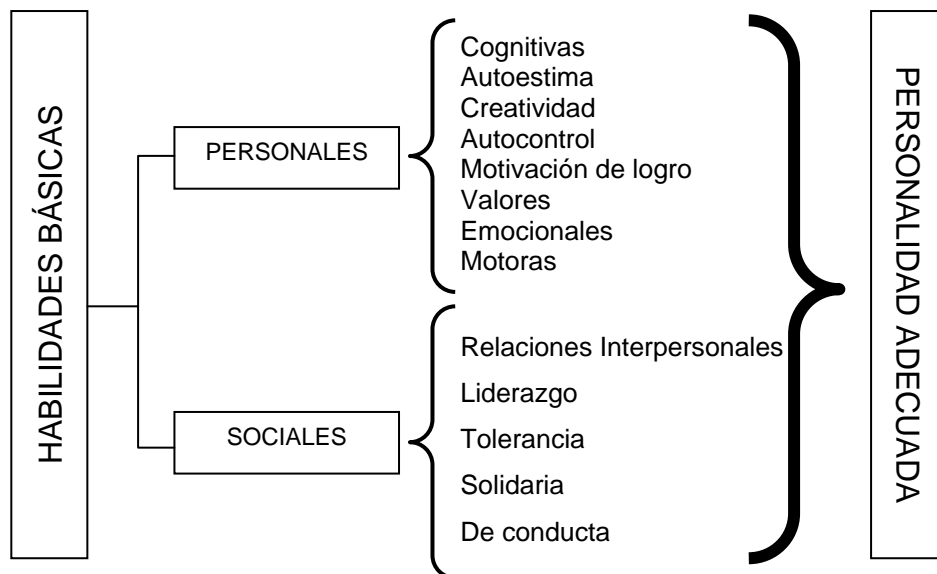 HABILIDADES BÁSICAS
PERSONALES
Cognitivas
Autoestima
Creatividad
Autocontrol
Motivación de logro
Valores
Emocionales
Motoras
SOCIALES
Relaciones Interpersonales
Liderazgo
Tolerancia
Solidaria
De conducta
PERSONALIDAD ADECUADA